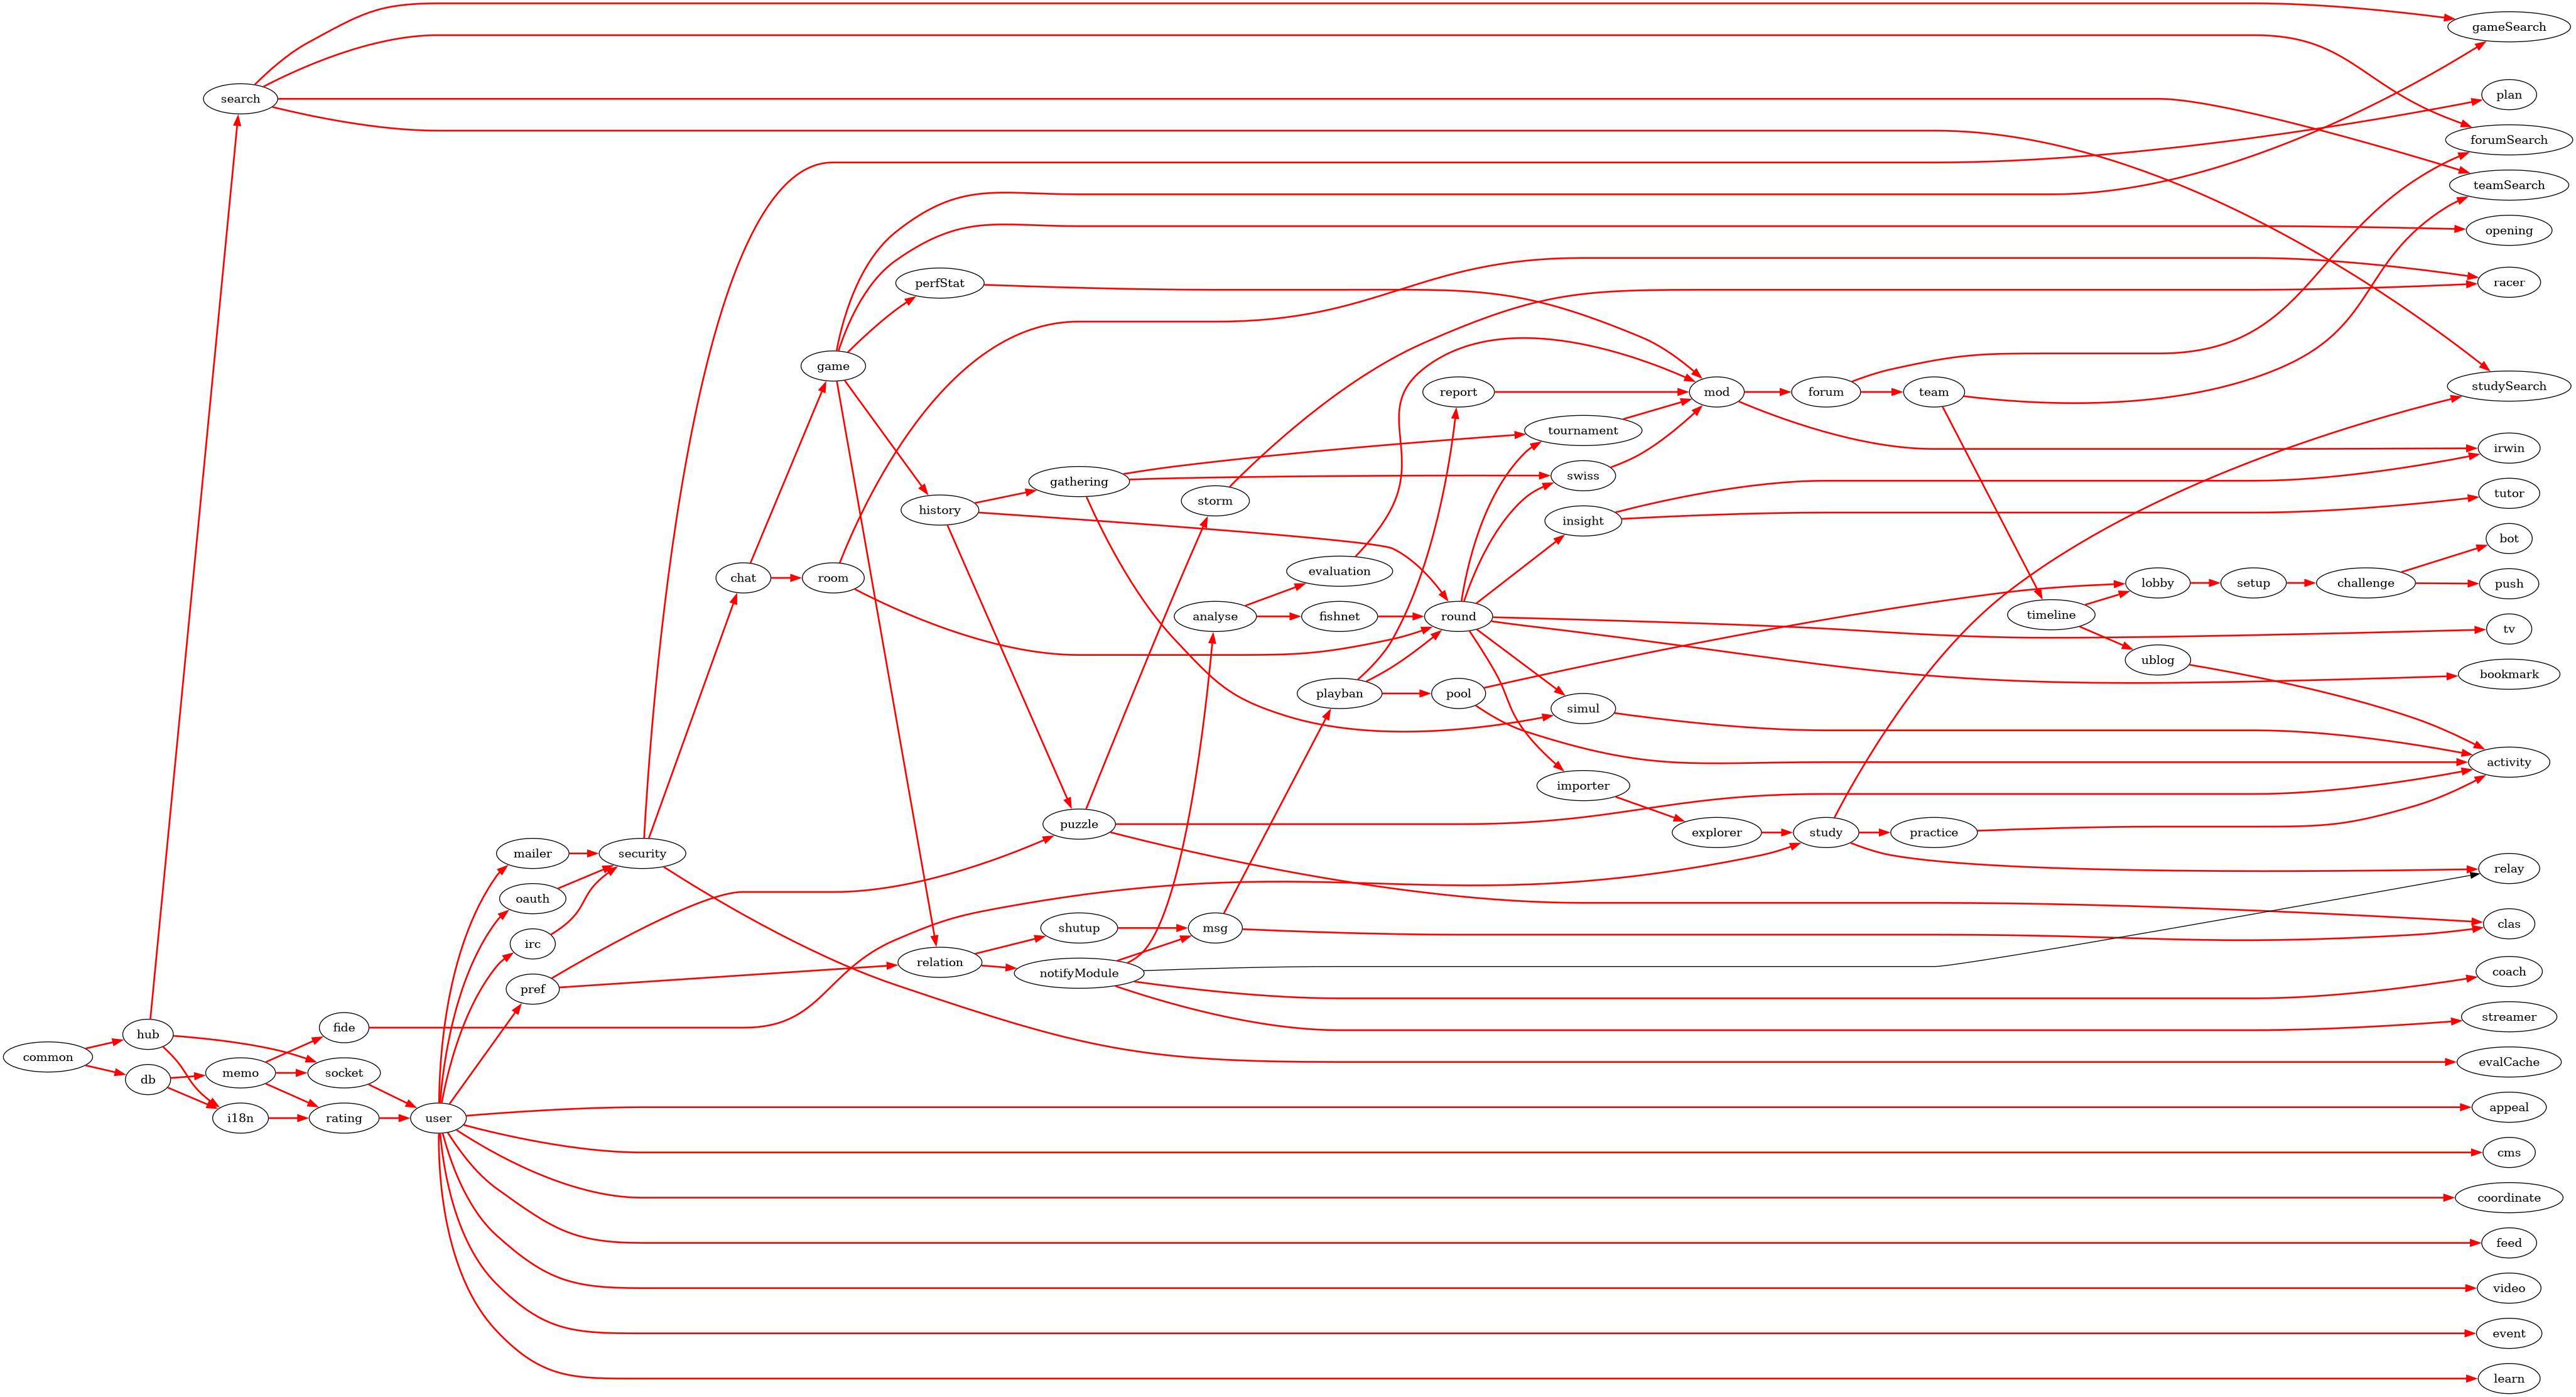 gameSearch
search
plan
forumSearch
teamSearch
opening
perfStat
racer
game
report
mod
forum
team
studySearch
tournament
irwin
gathering
swiss
tutor
history
storm
insight
bot
chat
room
evaluation
lobby
setup
challenge
push
analyse
fishnet
round
timeline
tv
ublog
bookmark
playban
pool
simul
activity
importer
puzzle
explorer
study
practice
mailer
security
relay
oauth
clas
irc
shutup
msg
relation
notifyModule
coach
pref
streamer
fide
hub
common
evalCache
db
memo
socket
i18n
rating
user
appeal
cms
coordinate
feed
video
event
learn